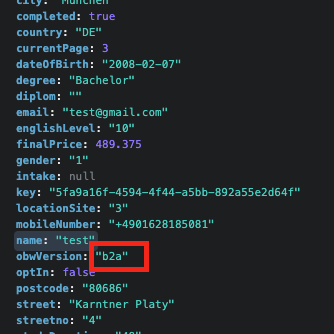 city: "München"
completed: true
country: "DE"
currentPage: 3
dateOfBirth: "2008-02-07"
degree: "Bachelor"
diplom: ""
email: "test@gmail.com"
englishLevel: "10"
finalPrice: 489.375
gender: "1"
intake: null
key: "5fa9a16f-4594-4f44-a5bb-892a55e2d64f"
locationSite: "3"
mobileNumber: "+4901628185081"
name: "test"
obwVersion: "b2a"
optIn: false
postcode: "80686"
street: "Karntner Platy"
streetno: "4"